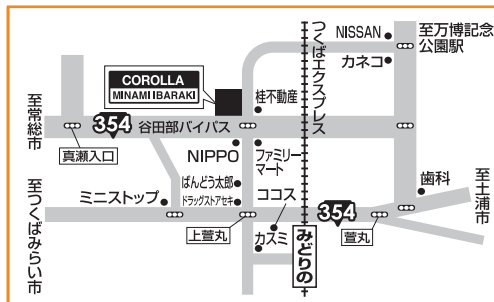 至万博記念
公園駅
NISSAN
カネコ
つくばエクスプレス
COROLLA
MINAMI IBARAKI
桂不動産
至常総市
354
谷田部バイパス
真瀬入口
NIPPO
ファミリー
マート
ばんどう太郎
ドラッグストアセキ
ココス
歯科
至土浦市
至つくばみらい市
ミニストップ
上萱丸
カスミ
みどりの
354
萱丸